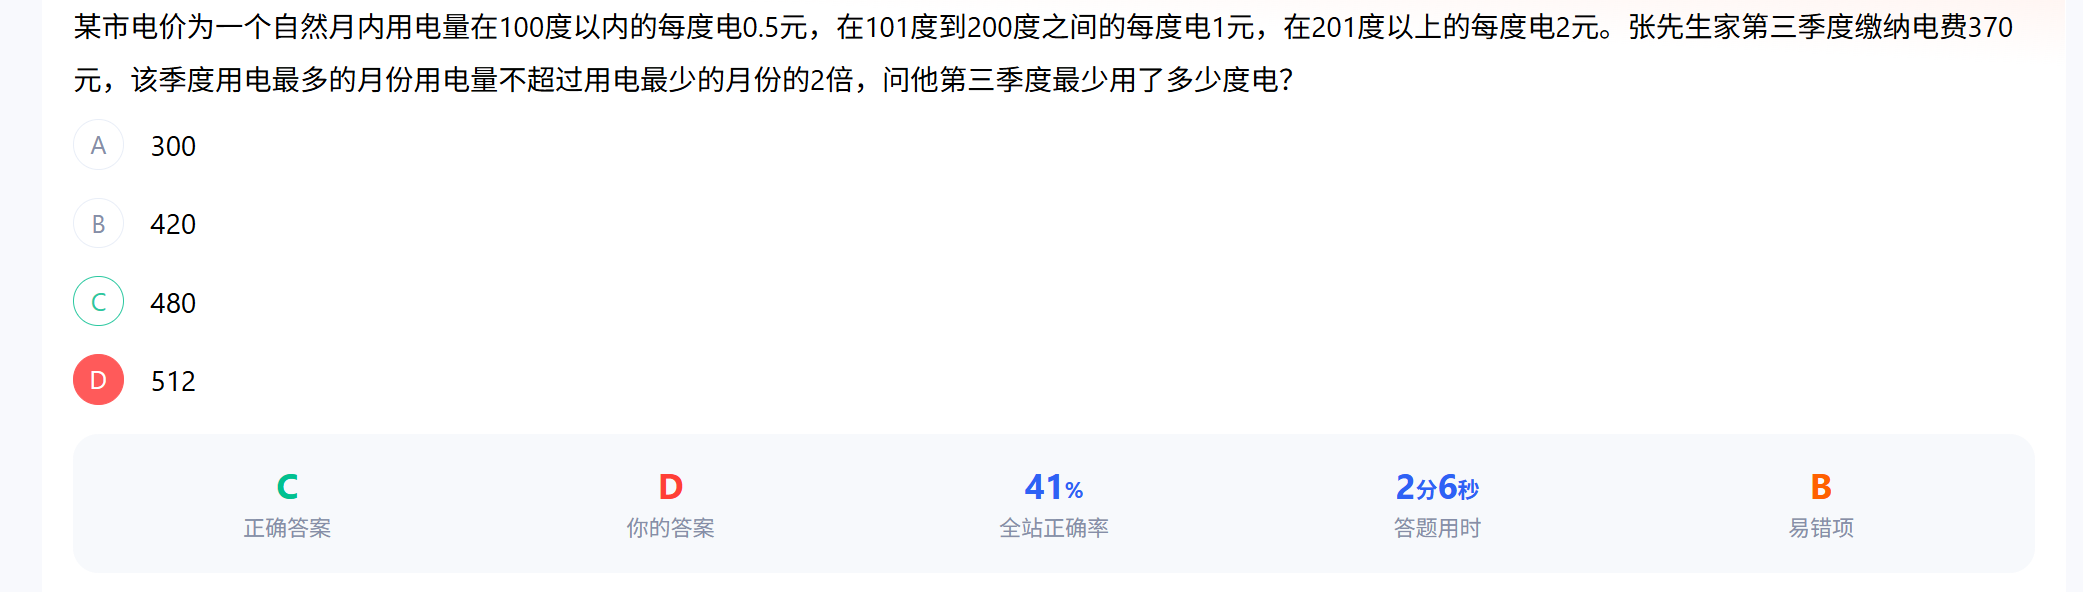 某市电价为一个自然月内用电量在100度以内的每度电0.5元，在101度到200度之间的每度电1元，在201度以上的每度电2元。张先生家第三季度缴纳电费370
元，该季度用电最多的月份用电量不超过用电最少的月份的2倍，问他第三季度最少用了多少度电？
A 300
B 420
C 480
D 512
C D 41% 2分6秒 B
正确答案 你的答案 全站正确率 答题用时 易错项